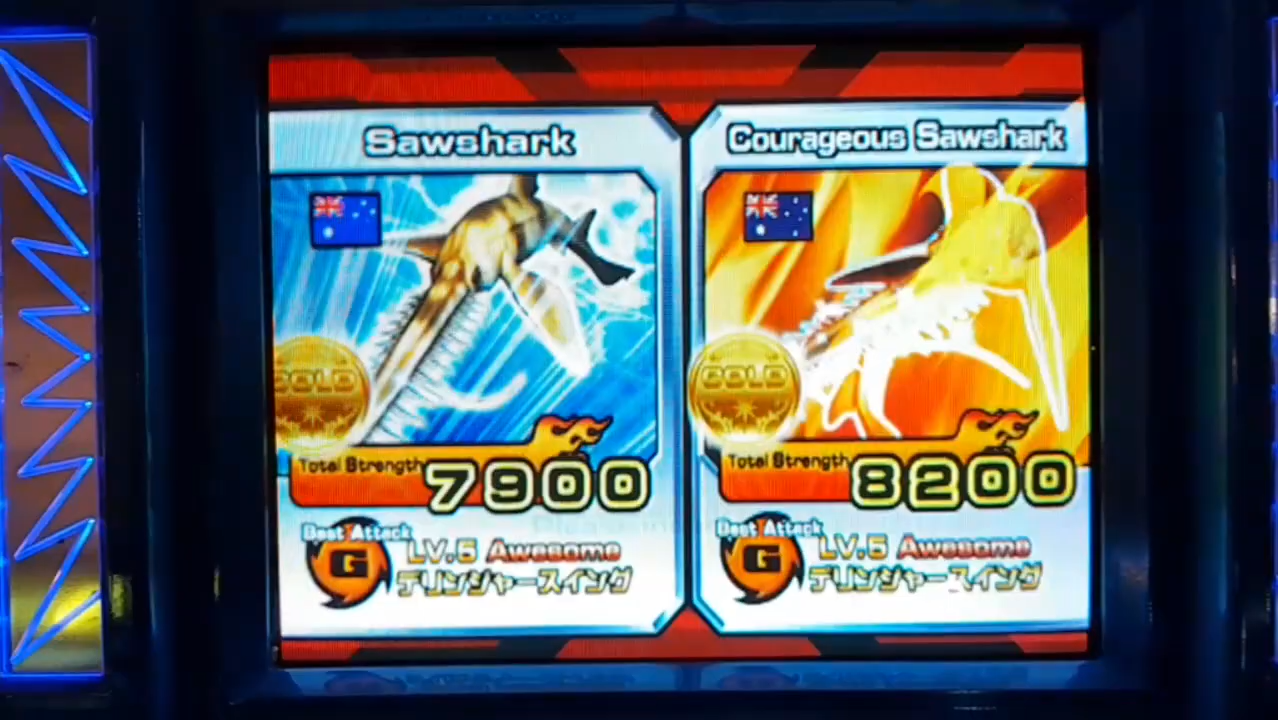 Sawshark
GOLD
Total Strength
7900
Best Attack
G
LV.5 Awesome
デリンジャースイング
Courageous Sawshark
GOLD
Total Strength
8200
Best Attack
G
LV.5 Awesome
デリンジャースイング